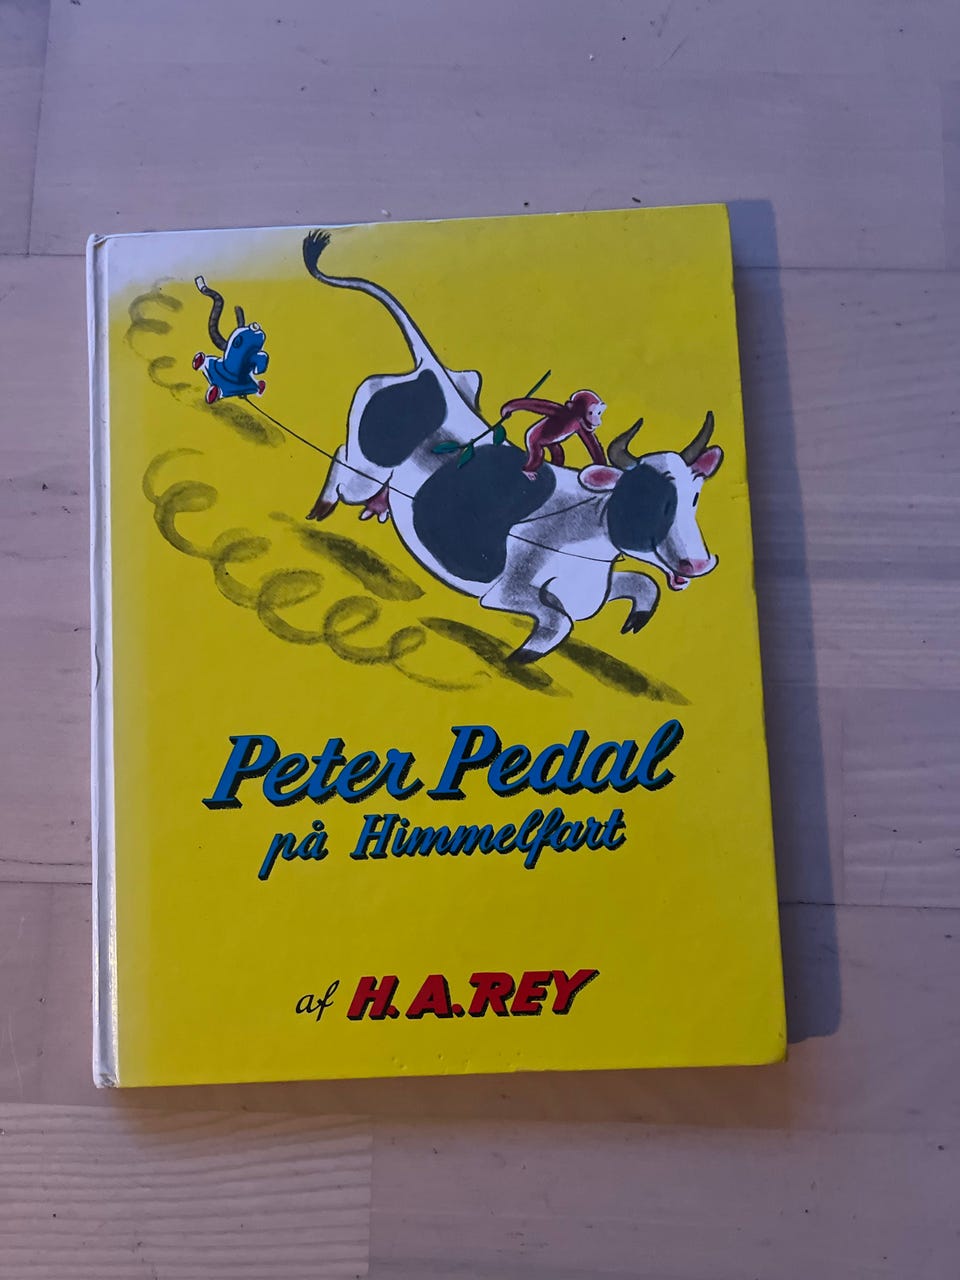 Peter Pedal
på Himmelfart
af H. A. REY